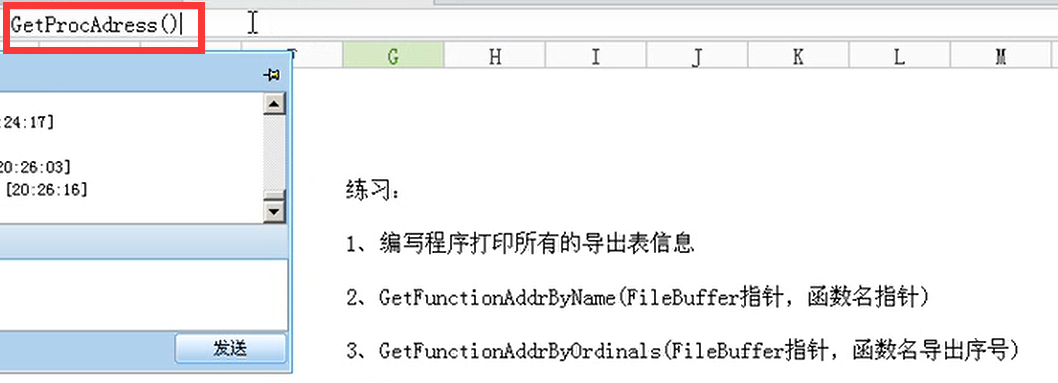 GetProcAdress()
G H I J K L M
:24:17]
20:26:03]
[20:26:16]
发送
练习：
1、编写程序打印所有的导出表信息
2、GetFunctionAddrByName(FileBuffer指针，函数名指针)
3、GetFunctionAddrByOrdinals(FileBuffer指针，函数名导出序号)